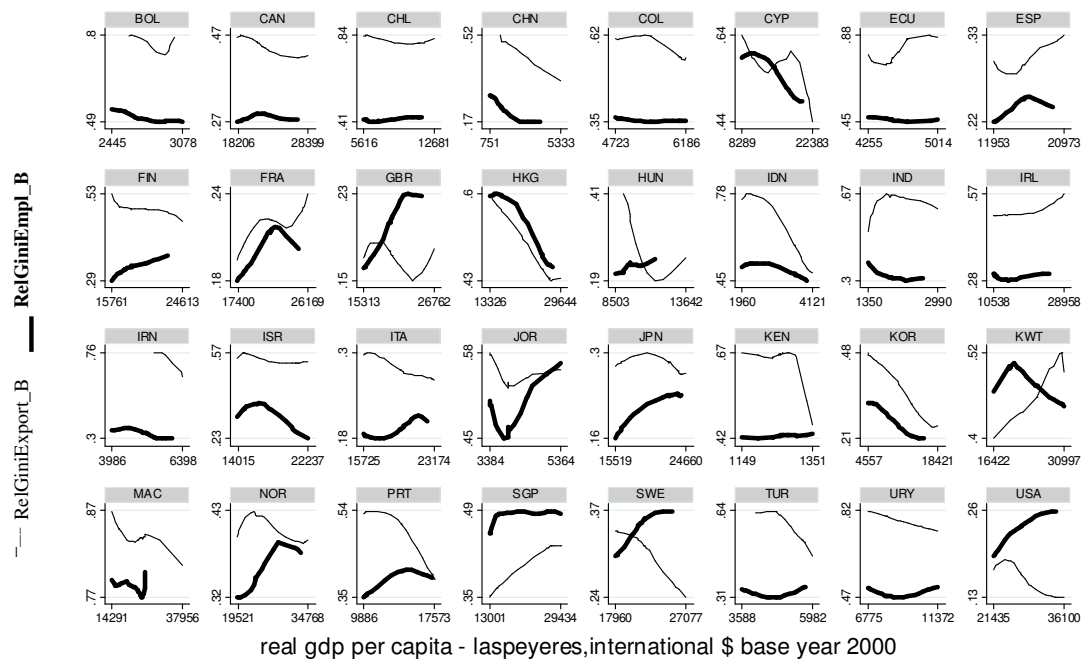 BOL CAN CHL CHN COL CYP ECU ESP
.8 .47 .84 .52 .62 .64 .88 .33
.49 .27 .41 .17 .35 .44 .45 .22
2445 3078 18206 28399 5616 12681 751 5333 4723 6186 8289 22383 4255 5014 11953 20973
FIN FRA GBR HKG HUN IDN IND IRL
.53 .24 .23 .6 .41 .78 .67 .57
.29 .18 .15 .43 .19 .45 .3 .28
15761 24613 17400 26169 15313 26762 13326 29644 8503 13642 1960 4121 1350 2990 10538 28958
IRN ISR ITA JOR JPN KEN KOR KWT
.76 .57 .3 .58 .3 .67 .48 .52
.3 .23 .18 .45 .16 .42 .21 .4
3986 6398 14015 22237 15725 23174 3384 5364 15519 24660 1149 1351 4557 18421 16422 30997
MAC NOR PRT SGP SWE TUR URY USA
.87 .43 .54 .49 .37 .64 .82 .26
.77 .32 .35 .35 .24 .31 .47 .13
14291 37956 19521 34768 9886 17573 13001 29434 17960 27077 3588 5982 6775 11372 21435 36100
RelGiniExport_B RelGiniEmpl_B
real gdp per capita - laspeyeres,international $ base year 2000